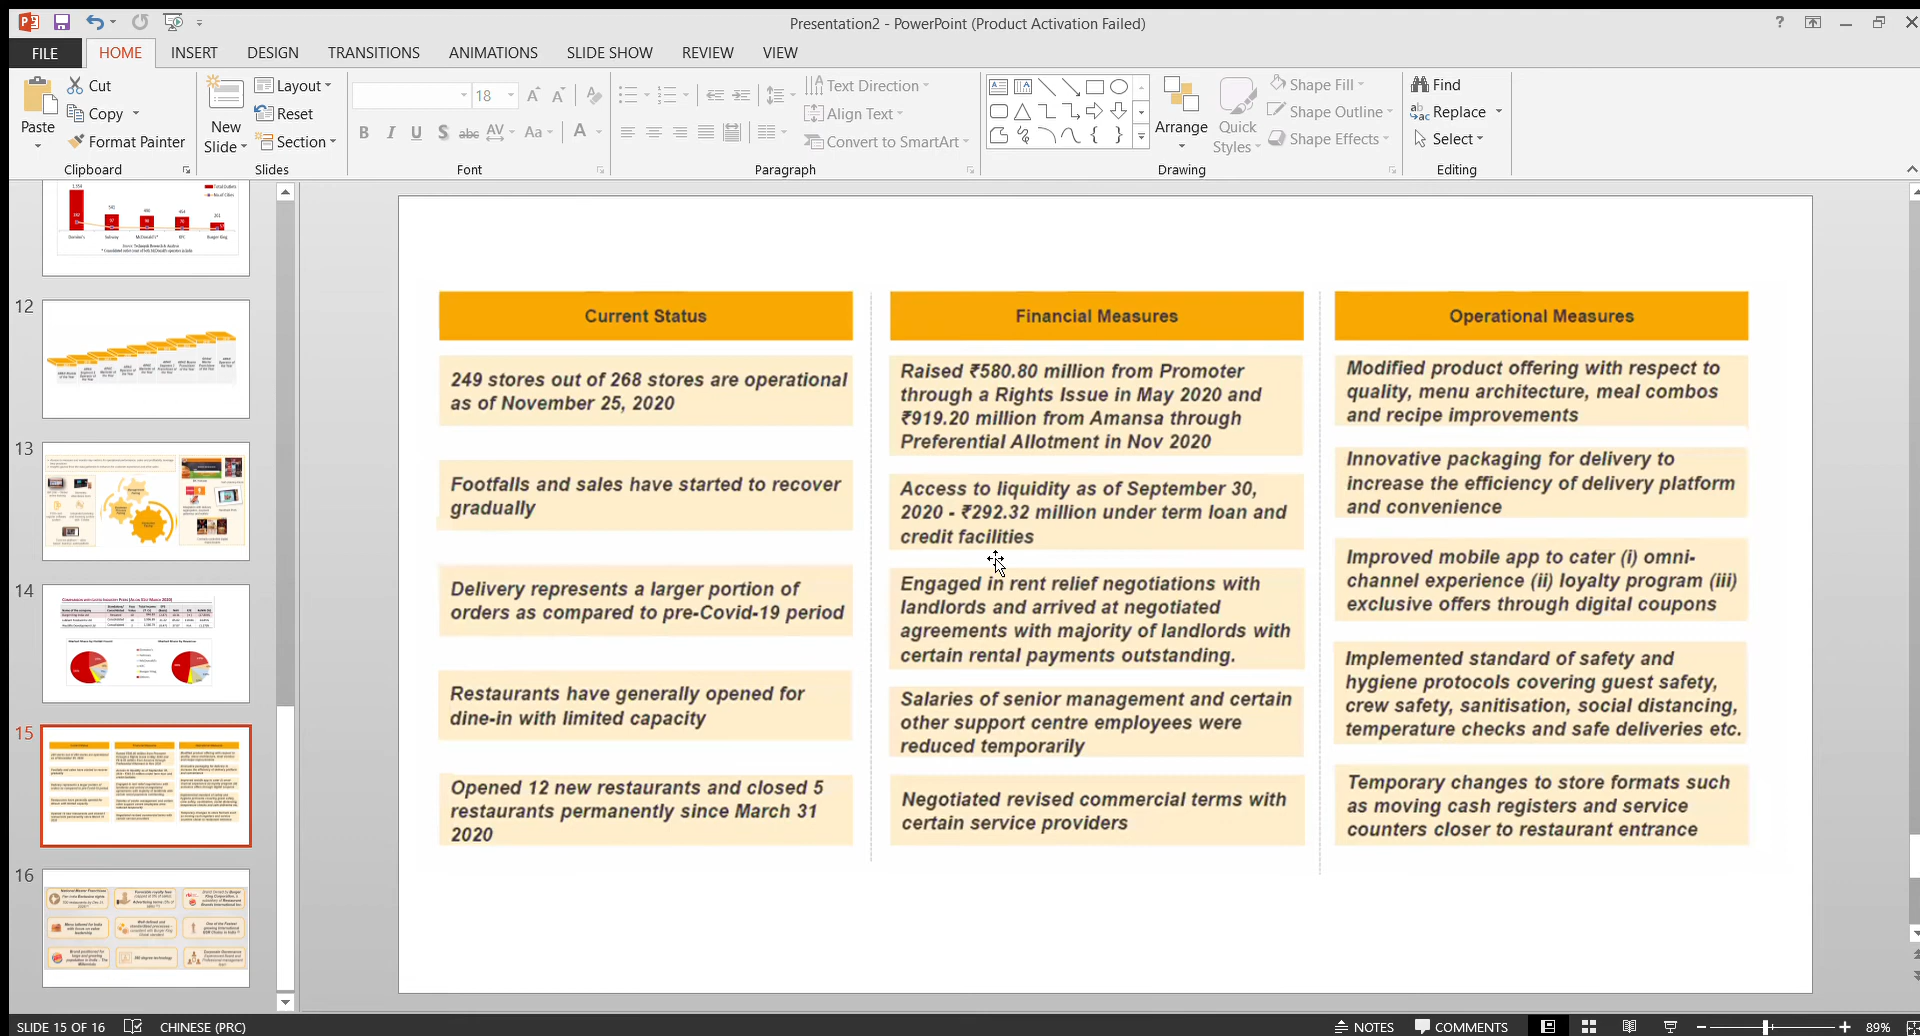 Presentation2 - PowerPoint (Product Activation Failed)
FILE
HOME
INSERT
DESIGN
TRANSITIONS
ANIMATIONS
SLIDE SHOW
REVIEW
VIEW
Paste
Cut
Copy
Format Painter
Clipboard
New
Slide
Layout
Reset
Section
Slides
18
Font
Text Direction
Align Text
Convert to SmartArt
Paragraph
Arrange
Quick
Styles
Shape Fill
Shape Outline
Shape Effects
Drawing
Find
Replace
Select
Editing
12
13
14
15
16
Current Status
249 stores out of 268 stores are operational
as of November 25, 2020
Footfalls and sales have started to recover
gradually
Delivery represents a larger portion of
orders as compared to pre-Covid-19 period
Restaurants have generally opened for
dine-in with limited capacity
Opened 12 new restaurants and closed 5
restaurants permanently since March 31
2020
Financial Measures
Raised ₹580.80 million from Promoter
through a Rights Issue in May 2020 and
₹919.20 million from Amansa through
Preferential Allotment in Nov 2020
Access to liquidity as of September 30,
2020 - ₹292.32 million under term loan and
credit facilities
Engaged in rent relief negotiations with
landlords and arrived at negotiated
agreements with majority of landlords with
certain rental payments outstanding.
Salaries of senior management and certain
other support centre employees were
reduced temporarily
Negotiated revised commercial terms with
certain service providers
Operational Measures
Modified product offering with respect to
quality, menu architecture, meal combos
and recipe improvements
Innovative packaging for delivery to
increase the efficiency of delivery platform
and convenience
Improved mobile app to cater (i) omni-
channel experience (ii) loyalty program (iii)
exclusive offers through digital coupons
Implemented standard of safety and
hygiene protocols covering guest safety,
crew safety, sanitisation, social distancing,
temperature checks and safe deliveries etc.
Temporary changes to store formats such
as moving cash registers and service
counters closer to restaurant entrance
SLIDE 15 OF 16
CHINESE (PRC)
NOTES
COMMENTS
89%